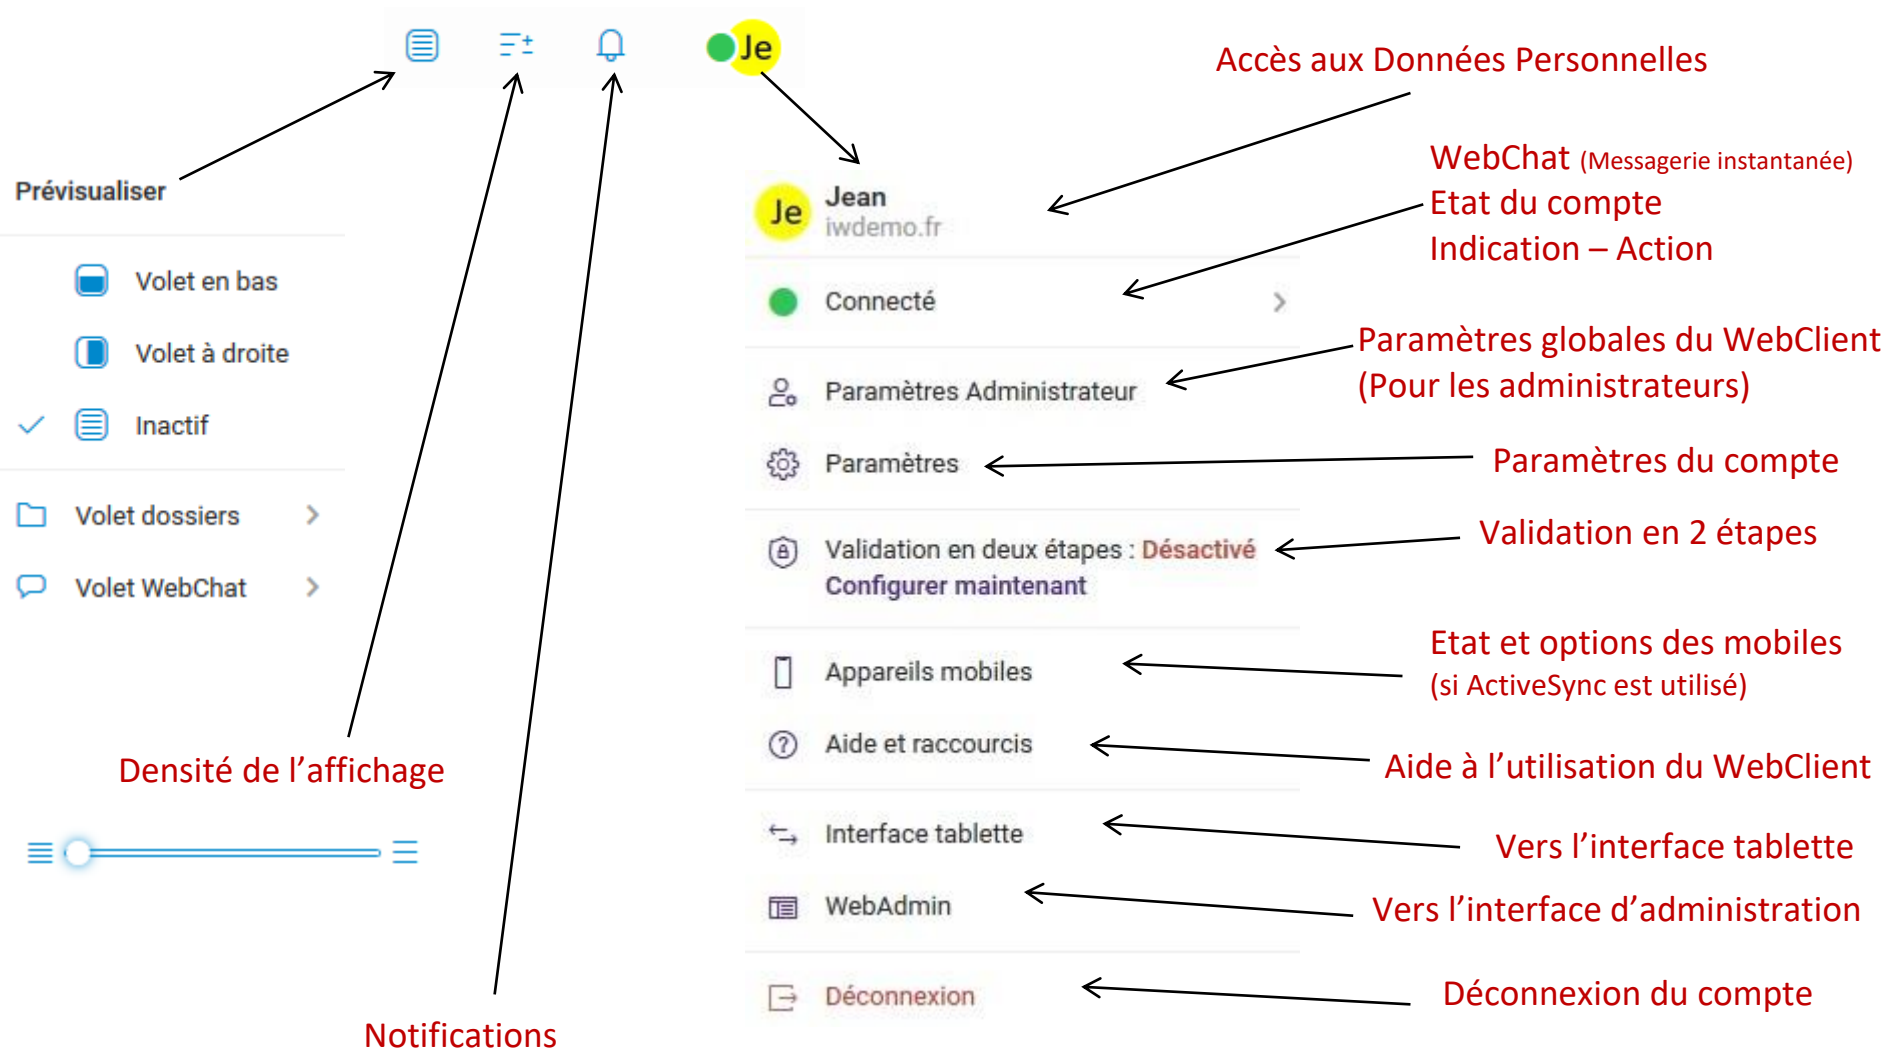 Je
Accès aux Données Personnelles
Prévisualiser
Volet en bas
Volet à droite
Inactif
Volet dossiers
Volet WebChat
Densité de l’affichage
Notifications
Je
Jean
iwdemo.fr
Connecté
Paramètres Administrateur
Paramètres
Validation en deux étapes : Désactivé
Configurer maintenant
Appareils mobiles
Aide et raccourcis
Interface tablette
WebAdmin
Déconnexion
WebChat (Messagerie instantanée)
Etat du compte
Indication – Action
Paramètres globales du WebClient
(Pour les administrateurs)
Paramètres du compte
Validation en 2 étapes
Etat et options des mobiles
(si ActiveSync est utilisé)
Aide à l’utilisation du WebClient
Vers l’interface tablette
Vers l’interface d’administration
Déconnexion du compte